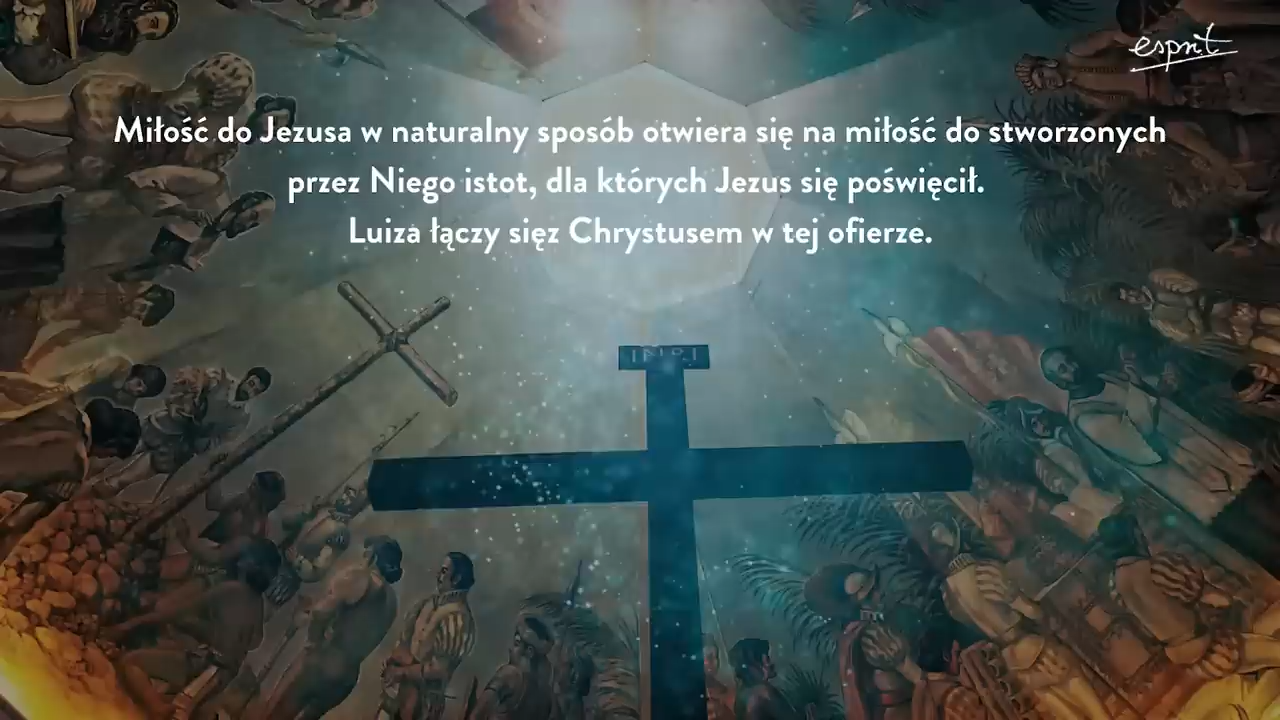 esprit
Miłość do Jezusa w naturalny sposób otwiera się na miłość do stworzonych
przez Niego istot, dla których Jezus się poświęcił.
Luiza łączy sięz Chrystusem w tej ofierze.
INRI